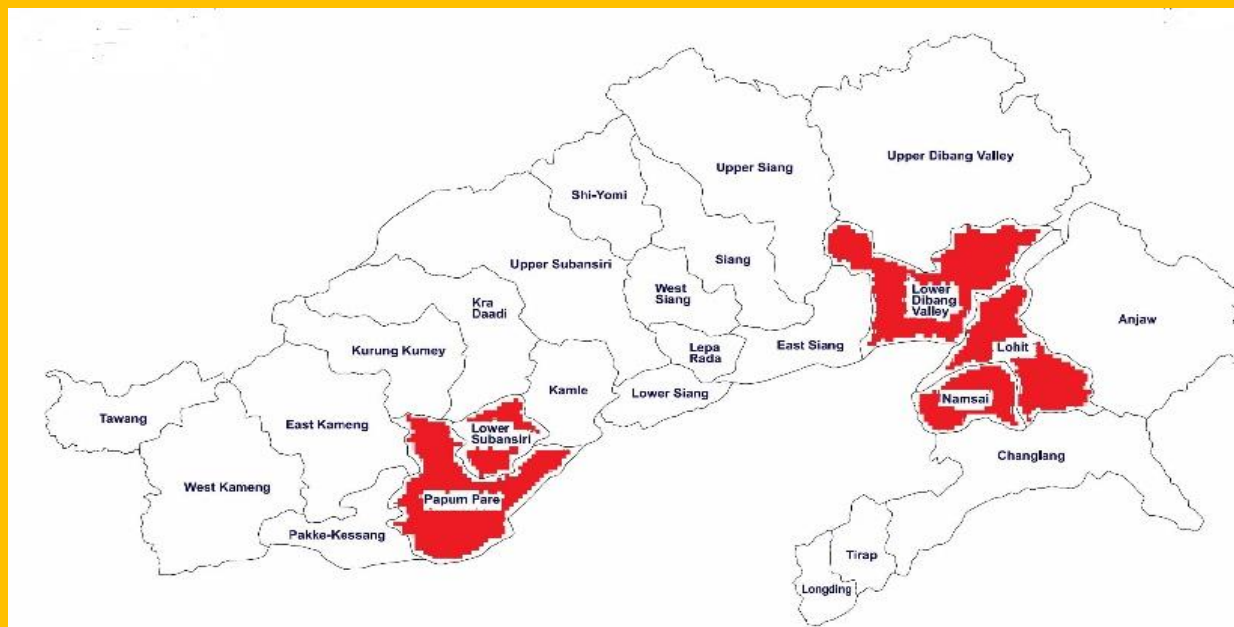 Upper Dibang Valley
Upper Siang
Shi-Yomi
Upper Subansiri
Siang
West
Siang
Lower
Dibang
Valley
Kra
Daadi
Anjaw
Kurung Kumey
Lepa
Rada
East Siang
Lohit
Kamle
Lower Siang
Namsai
Tawang
East Kameng
Lower
Subansiri
Changlang
West Kameng
Papum Pare
Pakke-Kessang
Tirap
Longding